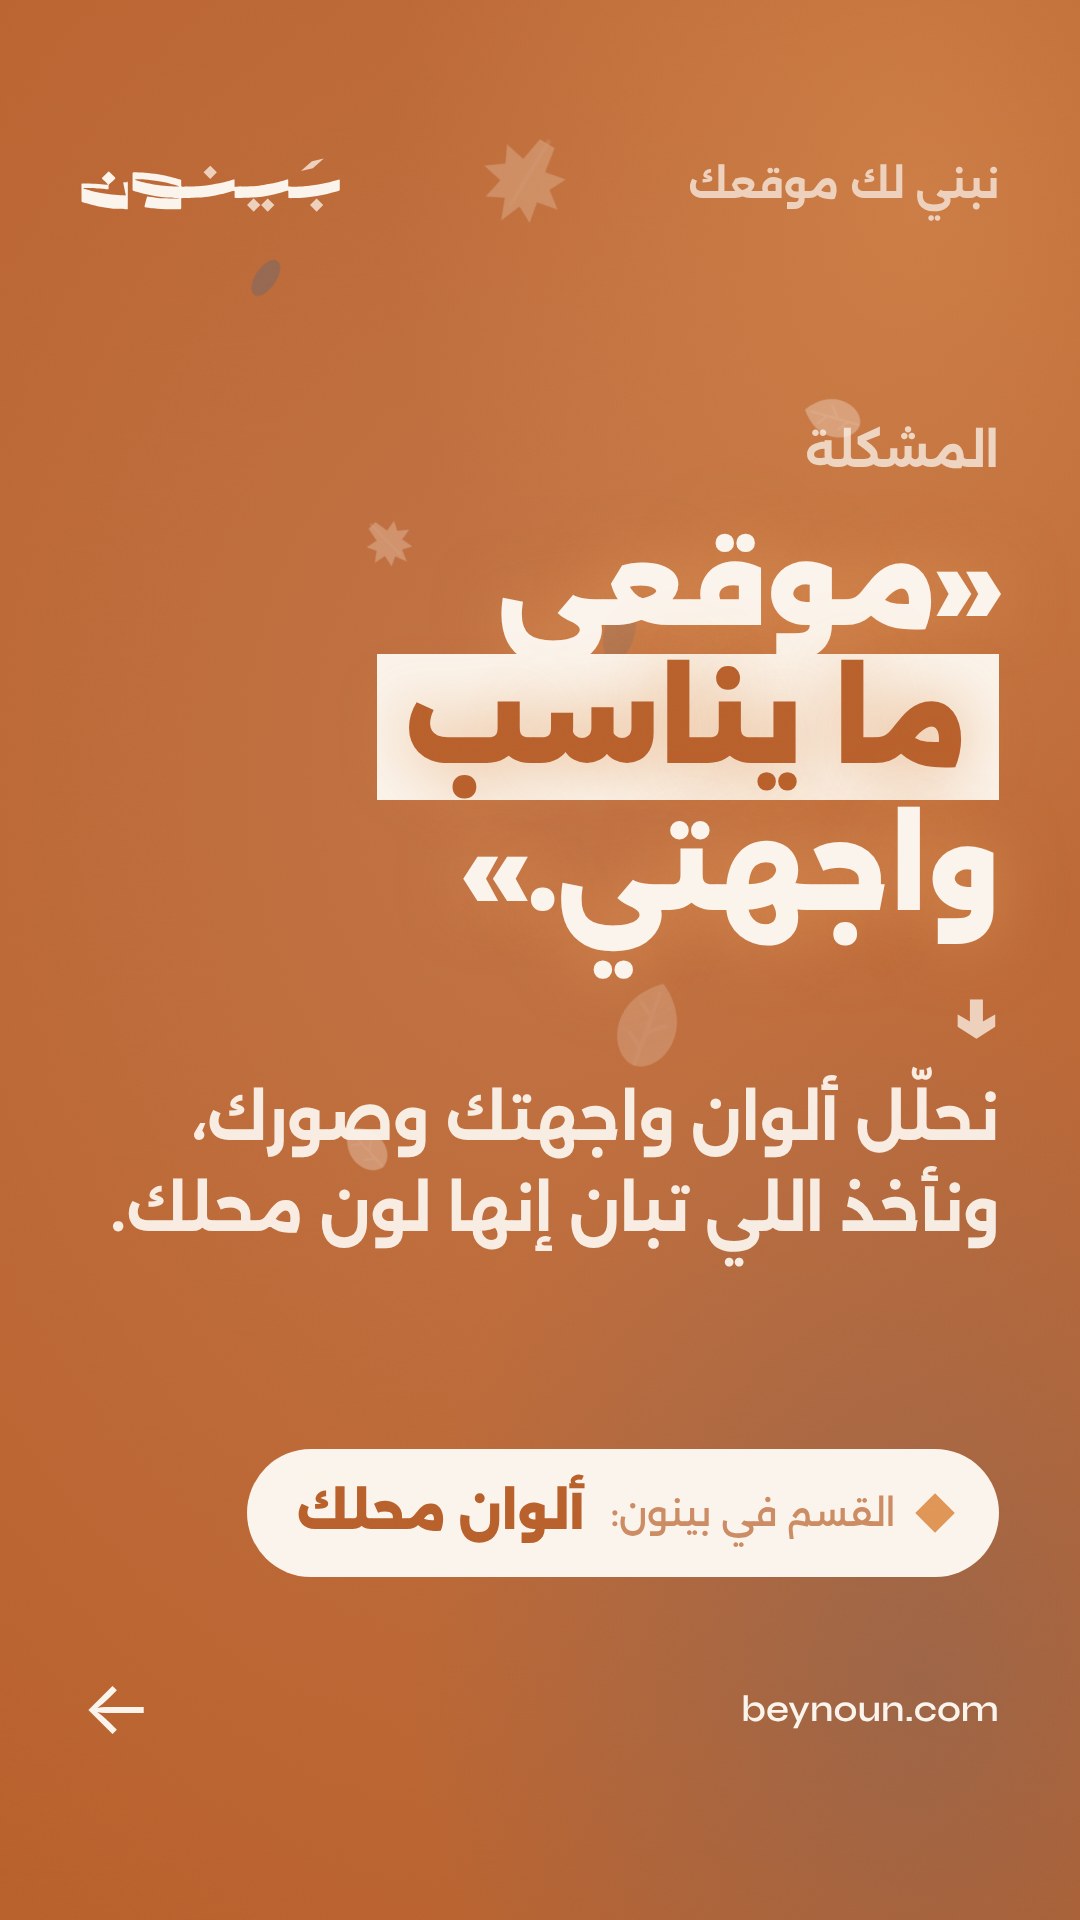 نبني لك موقعك
بَينون
المشكلة
«موقعي
ما يناسب
واجهتي.»
نحلّل ألوان واجهتك وصورك،
ونأخذ اللي تبان إنها لون محلك.
القسم في بينون: ألوان محلك
beynoun.com